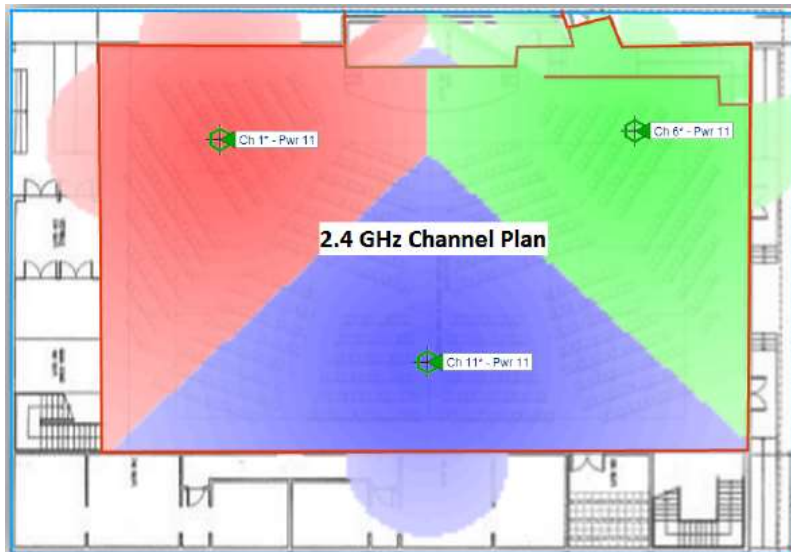 Ch 1* - Pwr 11
Ch 6* - Pwr 11
2.4 GHz Channel Plan
Ch 11* - Pwr 11